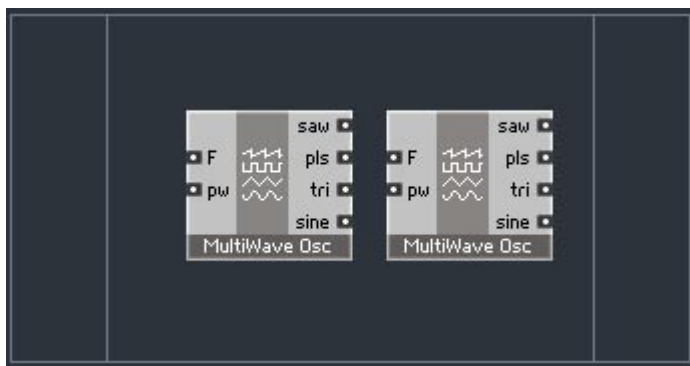 saw
F pls
pw tri
sine
MultiWave Osc
saw
F pls
pw tri
sine
MultiWave Osc